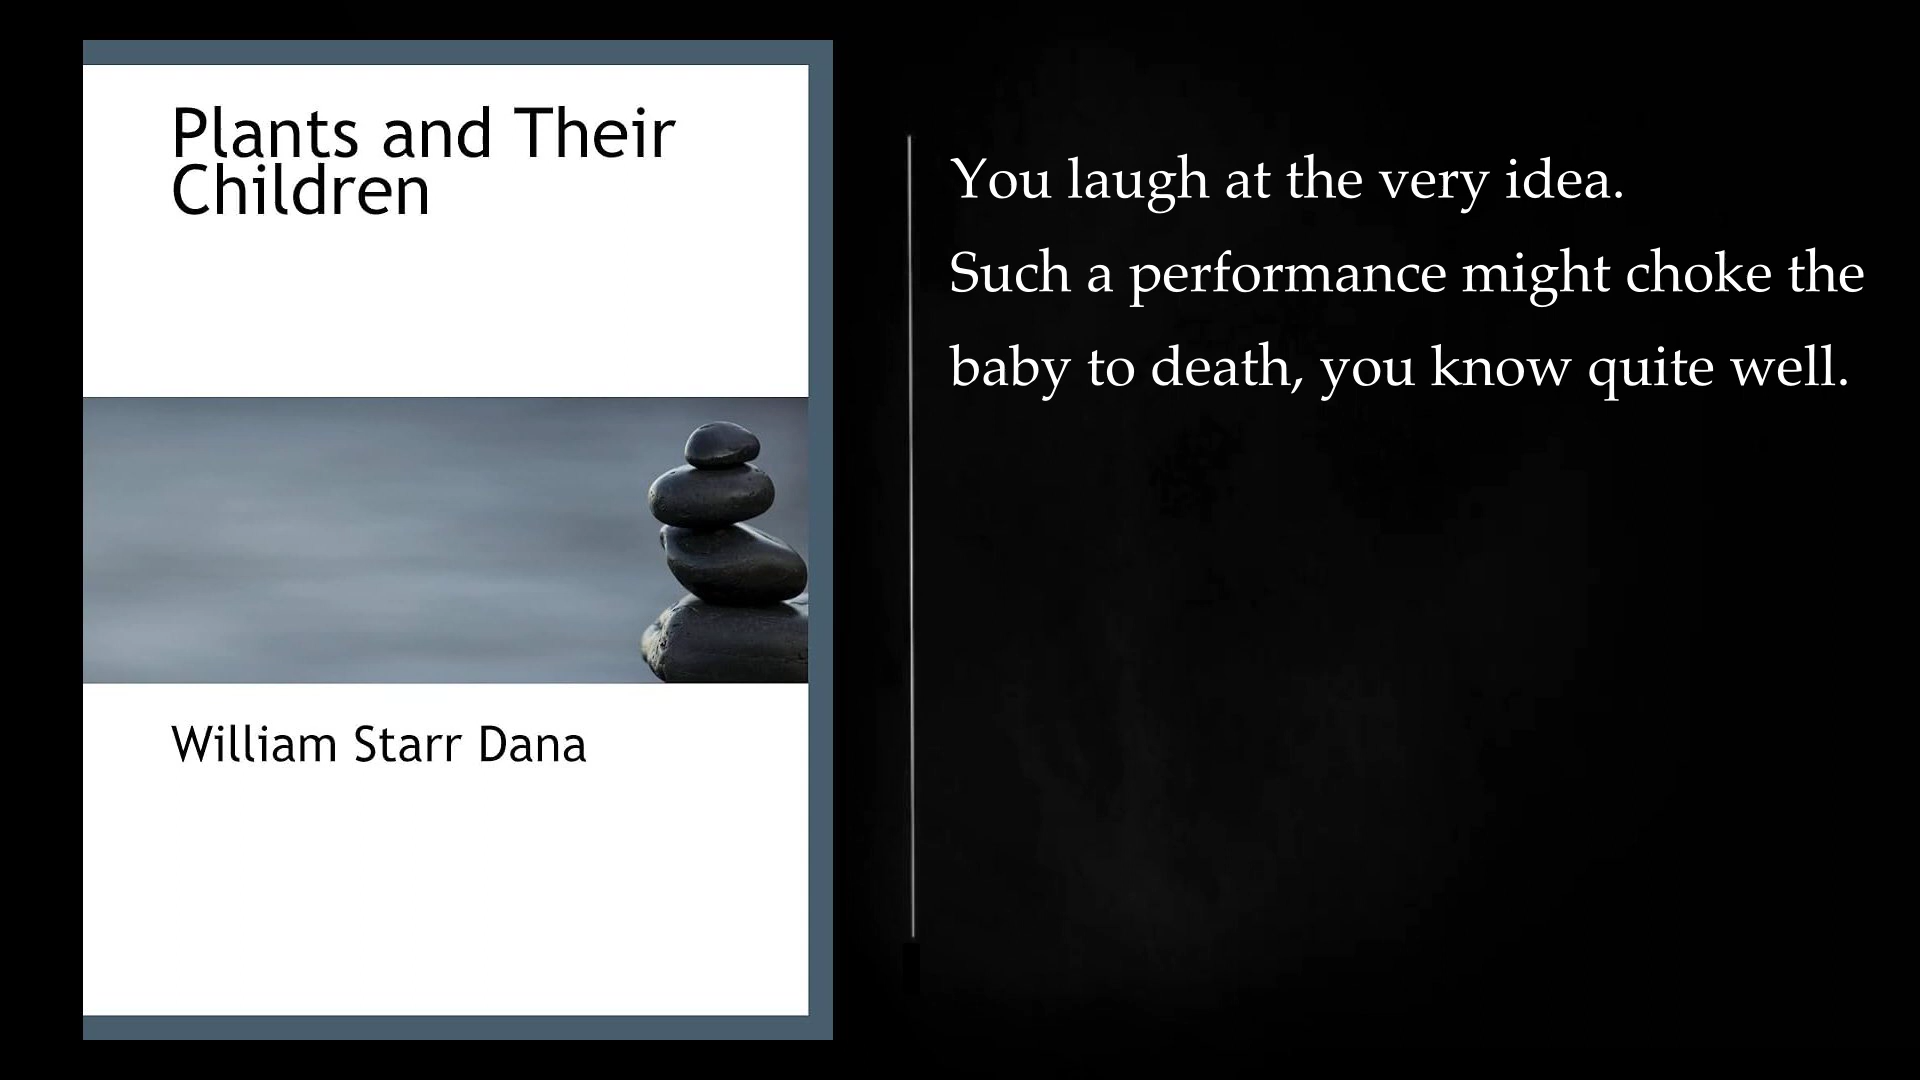 Plants and Their
Children
William Starr Dana
You laugh at the very idea.
Such a performance might choke the
baby to death, you know quite well.